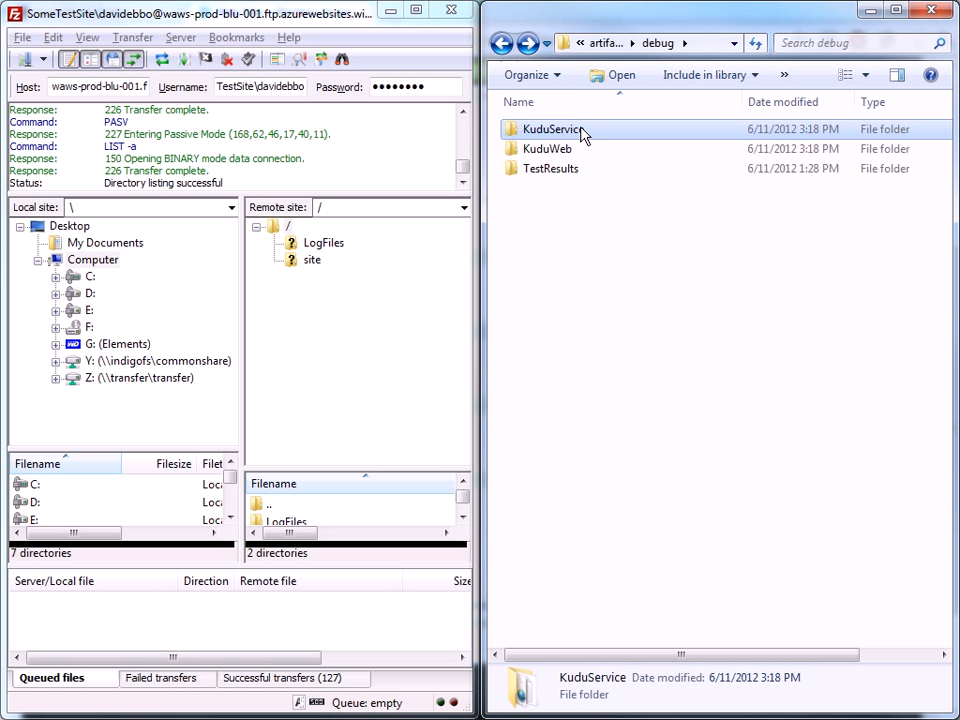 SomeTestSite\davidebbo@waws-prod-blu-001.ftp.azurewebsites.wi...
File Edit View Transfer Server Bookmarks Help
Host: waws-prod-blu-001.f Username: TestSite\davidebbo Password: ●●●●●●●●
Response: 226 Transfer complete.
Command: PASV
Response: 227 Entering Passive Mode (168,62,46,17,40,11).
Command: LIST -a
Response: 150 Opening BINARY mode data connection.
Response: 226 Transfer complete.
Status: Directory listing successful
Local site: \
Desktop
My Documents
Computer
C:
D:
E:
F:
G: (Elements)
Y: (\\indigofs\commonshare)
Z: (\\transfer\transfer)
Filename Filesize Filet
C: Loca
D: Loca
E: Loca
7 directories
Remote site: /
/
LogFiles
site
Filename
..
LogFiles
2 directories
Server/Local file Direction Remote file Size
Queued files Failed transfers Successful transfers (127)
Queue: empty
« artifa... debug Search debug
Organize Open Include in library »
Name Date modified Type
KuduService 6/11/2012 3:18 PM File folder
KuduWeb 6/11/2012 3:18 PM File folder
TestResults 6/11/2012 1:28 PM File folder
KuduService Date modified: 6/11/2012 3:18 PM
File folder